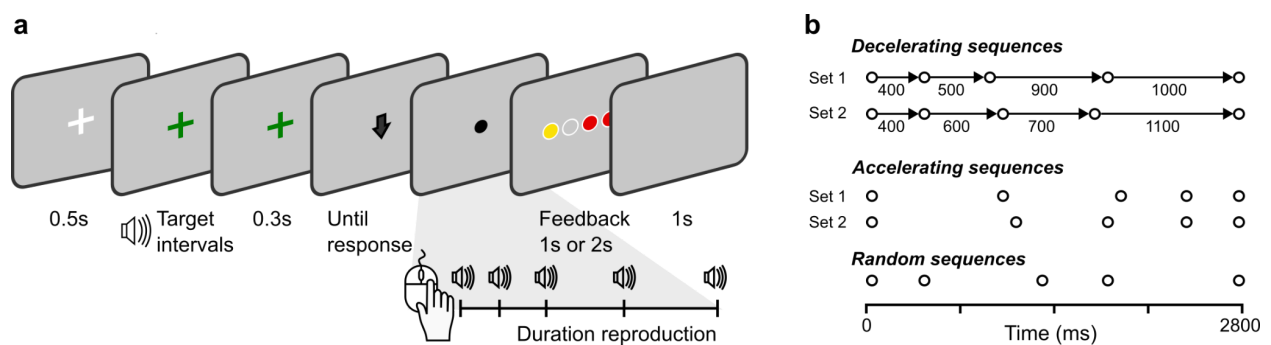 a
0.5s
Target
intervals
0.3s
Until
response
Feedback
1s or 2s
1s
Duration reproduction
b
Decelerating sequences
Set 1
400 500 900 1000
Set 2
400 600 700 1100
Accelerating sequences
Set 1
Set 2
Random sequences
0 Time (ms) 2800